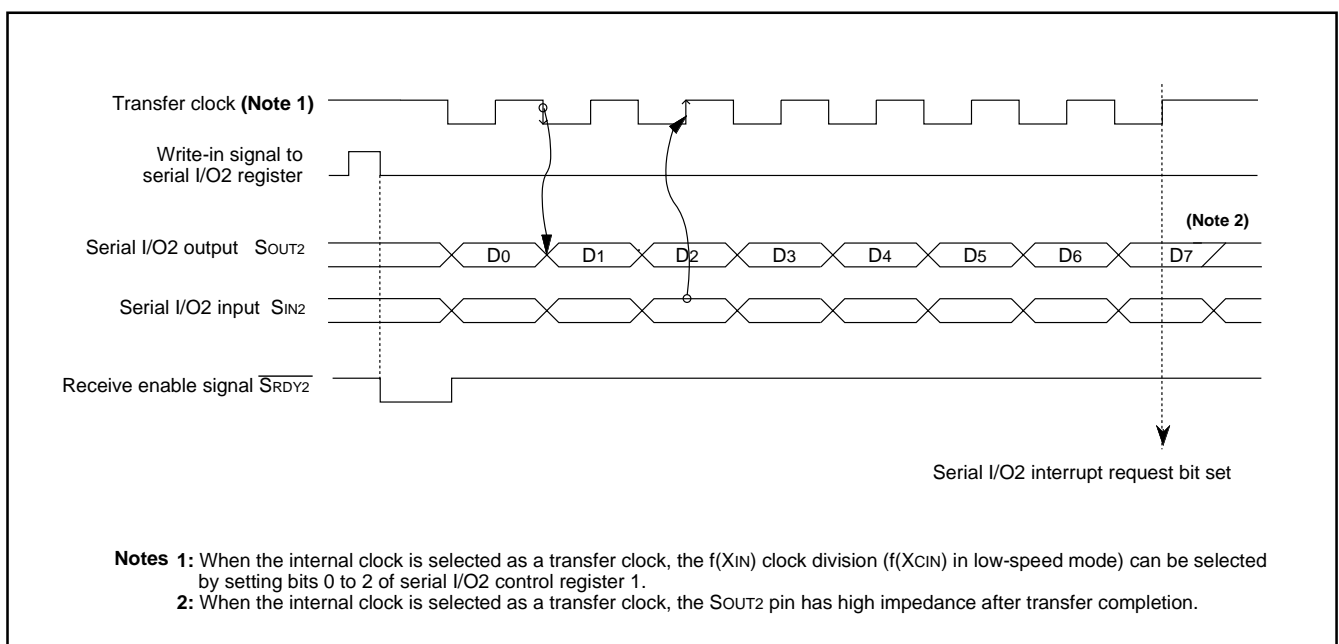 Transfer clock (Note 1)
Write-in signal to
serial I/O2 register
(Note 2)
Serial I/O2 output SOUT2
D0 D1 D2 D3 D4 D5 D6 D7
Serial I/O2 input SIN2
Receive enable signal SRDY2
Serial I/O2 interrupt request bit set
Notes 1: When the internal clock is selected as a transfer clock, the f(XIN) clock division (f(XCIN) in low-speed mode) can be selected
by setting bits 0 to 2 of serial I/O2 control register 1.
2: When the internal clock is selected as a transfer clock, the SOUT2 pin has high impedance after transfer completion.